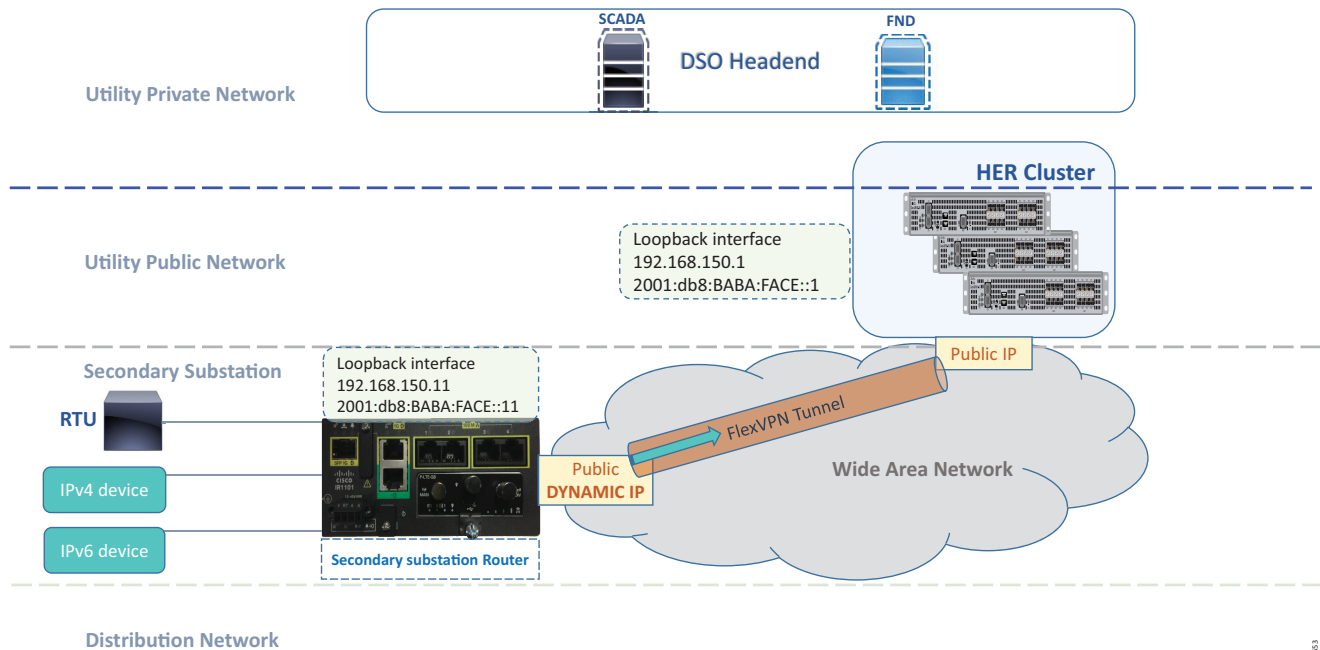 SCADA
FND
DSO Headend
Utility Private Network
HER Cluster
Loopback interface
192.168.150.1
2001:db8:BABA:FACE::1
Utility Public Network
Public IP
Loopback interface
192.168.150.11
2001:db8:BABA:FACE::11
Secondary Substation
RTU
FlexVPN Tunnel
Wide Area Network
Public
DYNAMIC IP
CISCO
IR1101
IPv4 device
IPv6 device
Secondary substation Router
Distribution Network